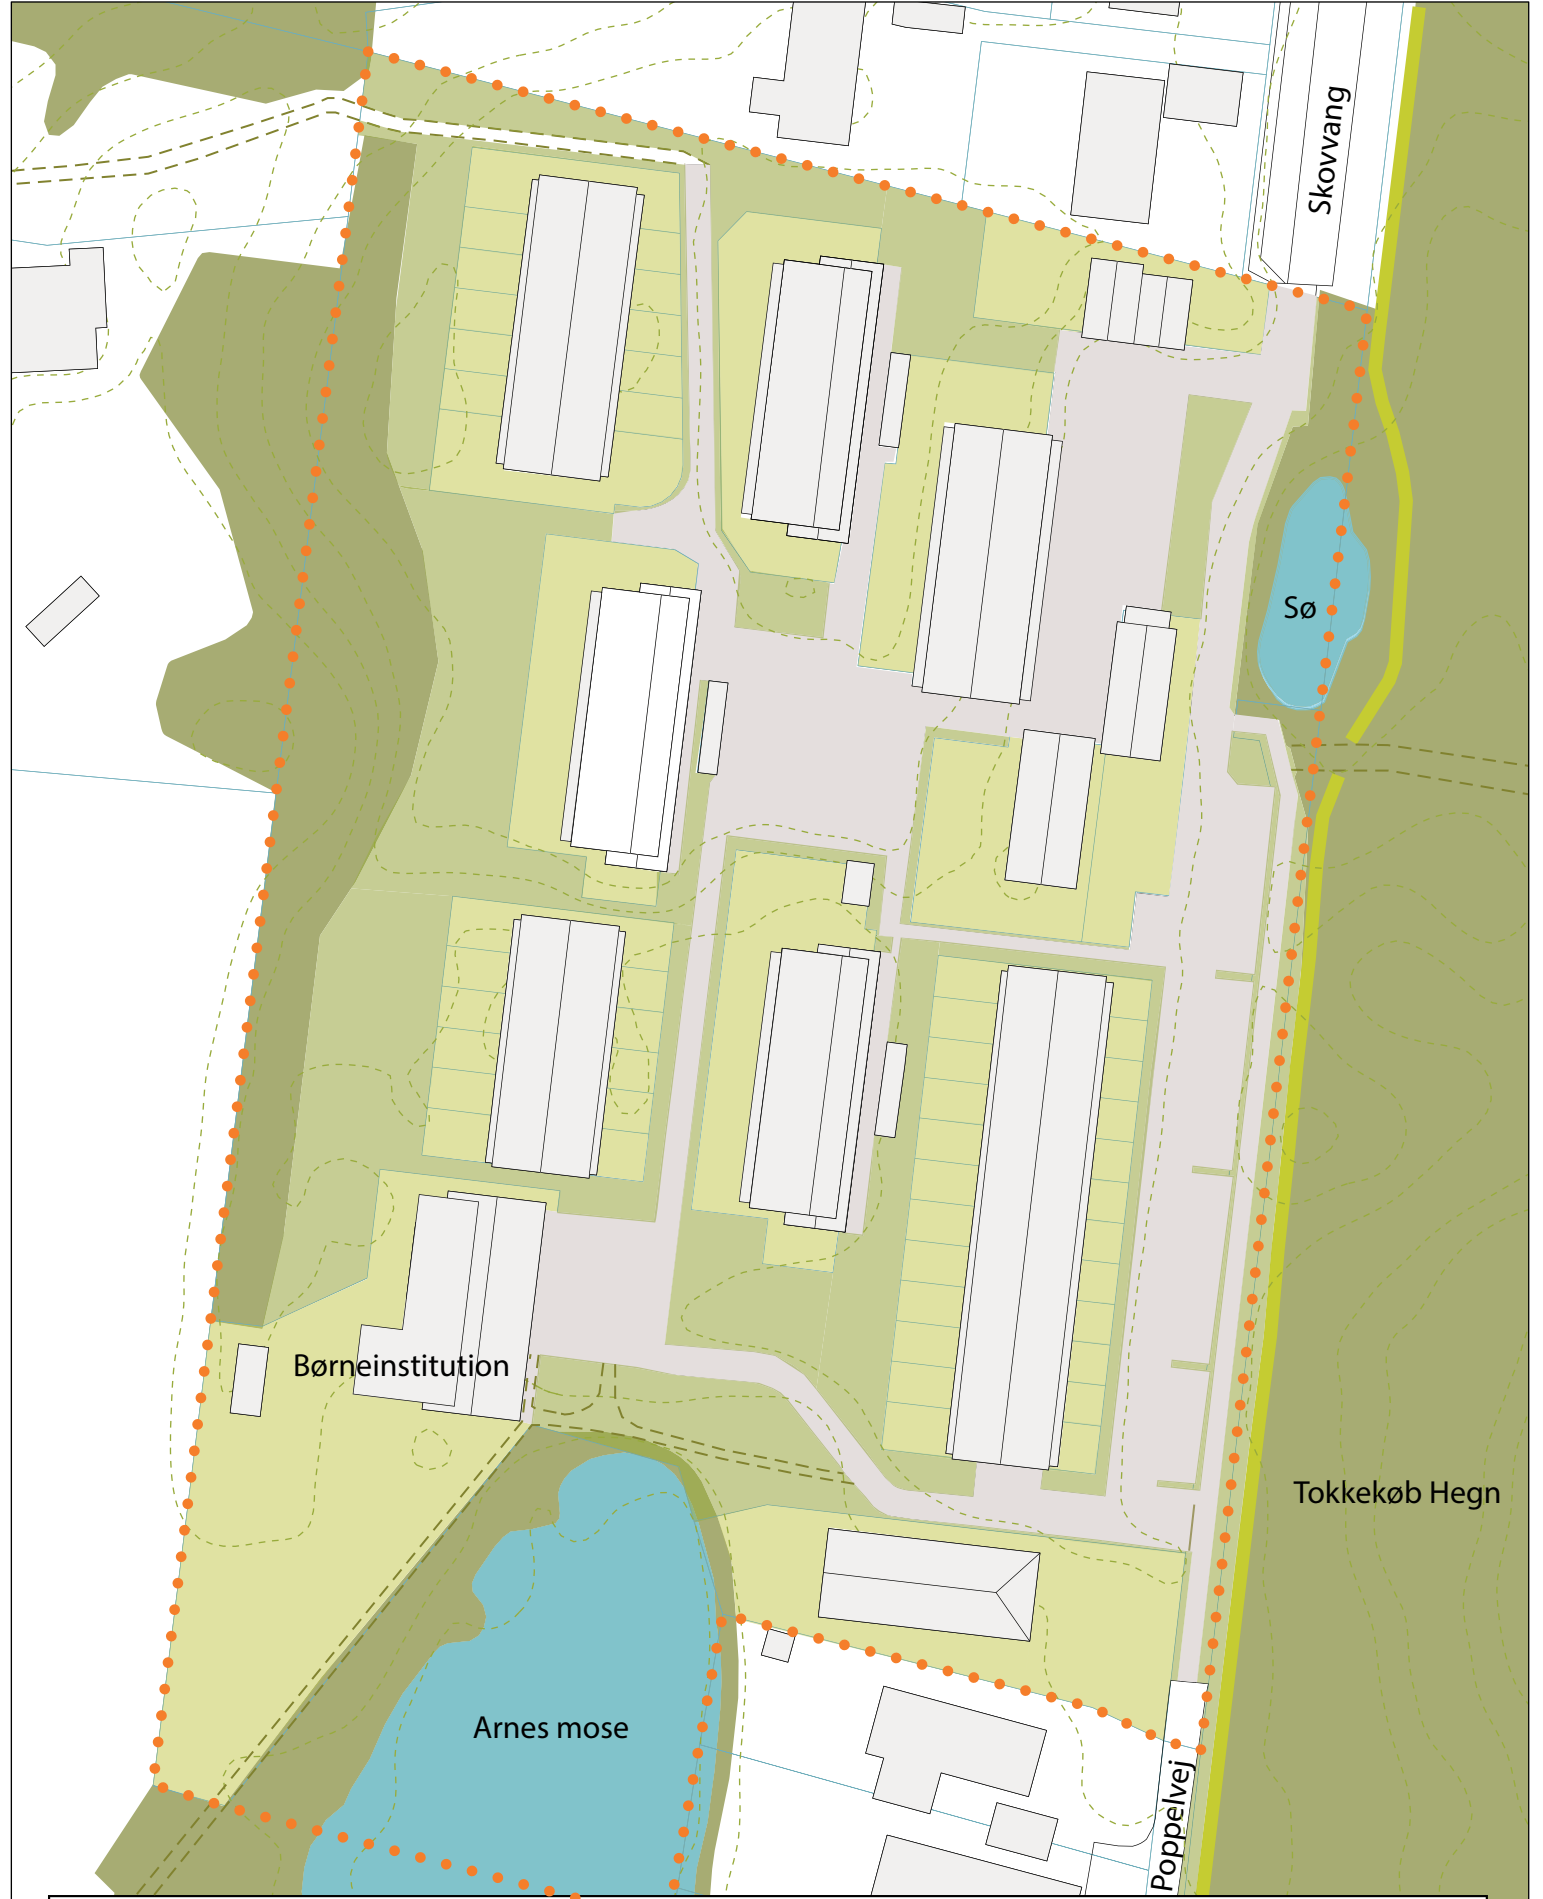 Skovvang
Sø
Børneinstitution
Tokkekøb Hegn
Arnes mose
Poppelvej